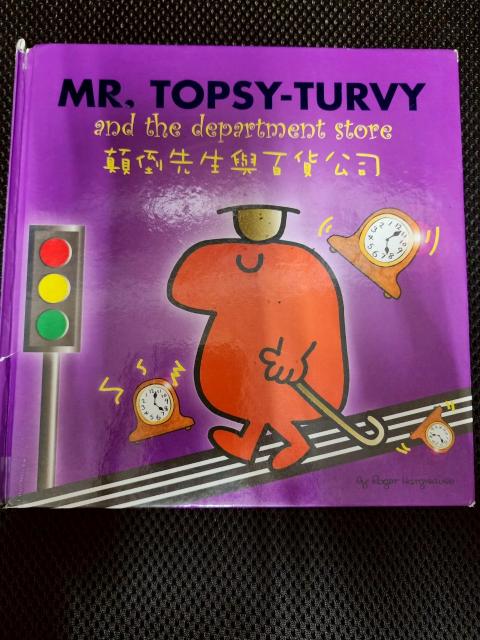 MR. TOPSY-TURVY
and the department store
顛倒先生與百貨公司
By Roger Hargreaves